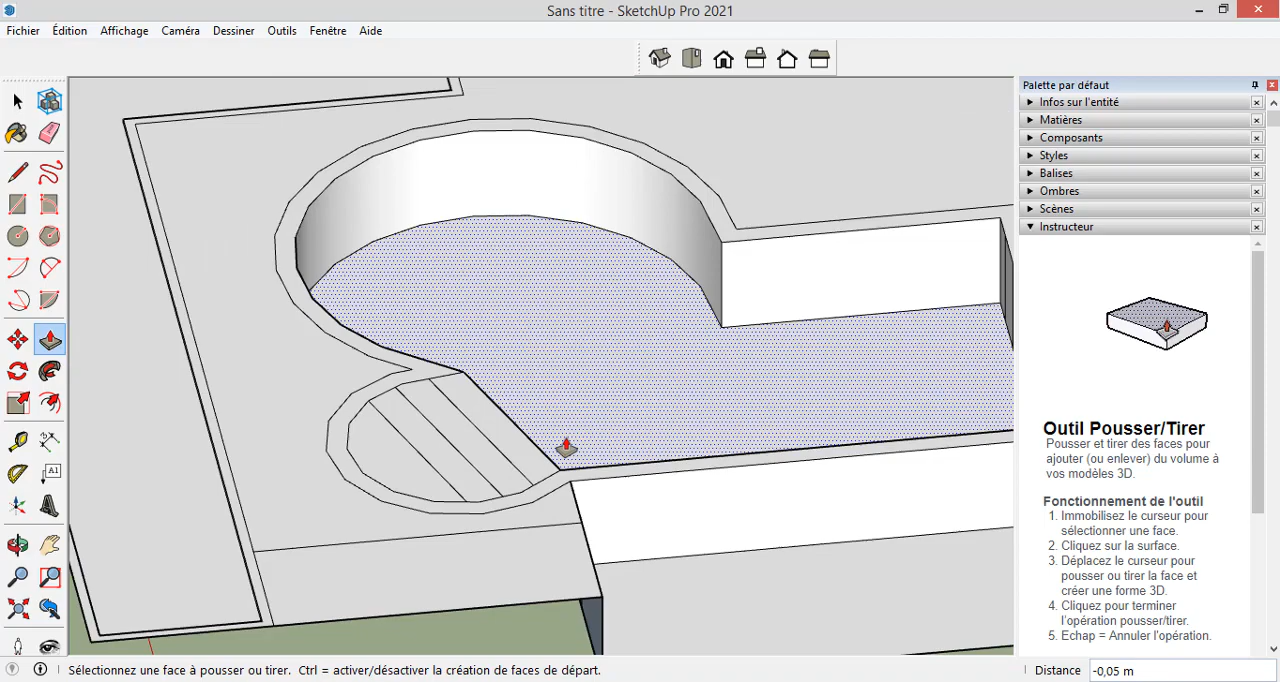 Sans titre - SketchUp Pro 2021
Fichier Édition Affichage Caméra Dessiner Outils Fenêtre Aide
Palette par défaut
Infos sur l'entité
Matières
Composants
Styles
Balises
Ombres
Scènes
Instructeur
Outil Pousser/Tirer
Pousser et tirer des faces pour
ajouter (ou enlever) du volume à
vos modèles 3D.
Fonctionnement de l'outil
1. Immobilisez le curseur pour
sélectionner une face.
2. Cliquez sur la surface.
3. Déplacez le curseur pour
pousser ou tirer la face et
créer une forme 3D.
4. Cliquez pour terminer
l'opération pousser/tirer.
5. Echap = Annuler l'opération.
Sélectionnez une face à pousser ou tirer. Ctrl = activer/désactiver la création de faces de départ.
Distance -0,05 m